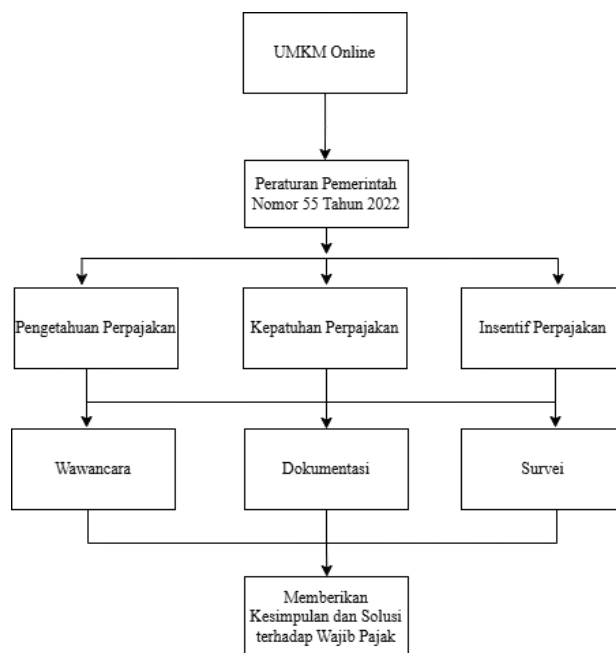 UMKM Online
Peraturan Pemerintah
Nomor 55 Tahun 2022
Pengetahuan Perpajakan
Kepatuhan Perpajakan
Insentif Perpajakan
Wawancara
Dokumentasi
Survei
Memberikan
Kesimpulan dan Solusi
terhadap Wajib Pajak